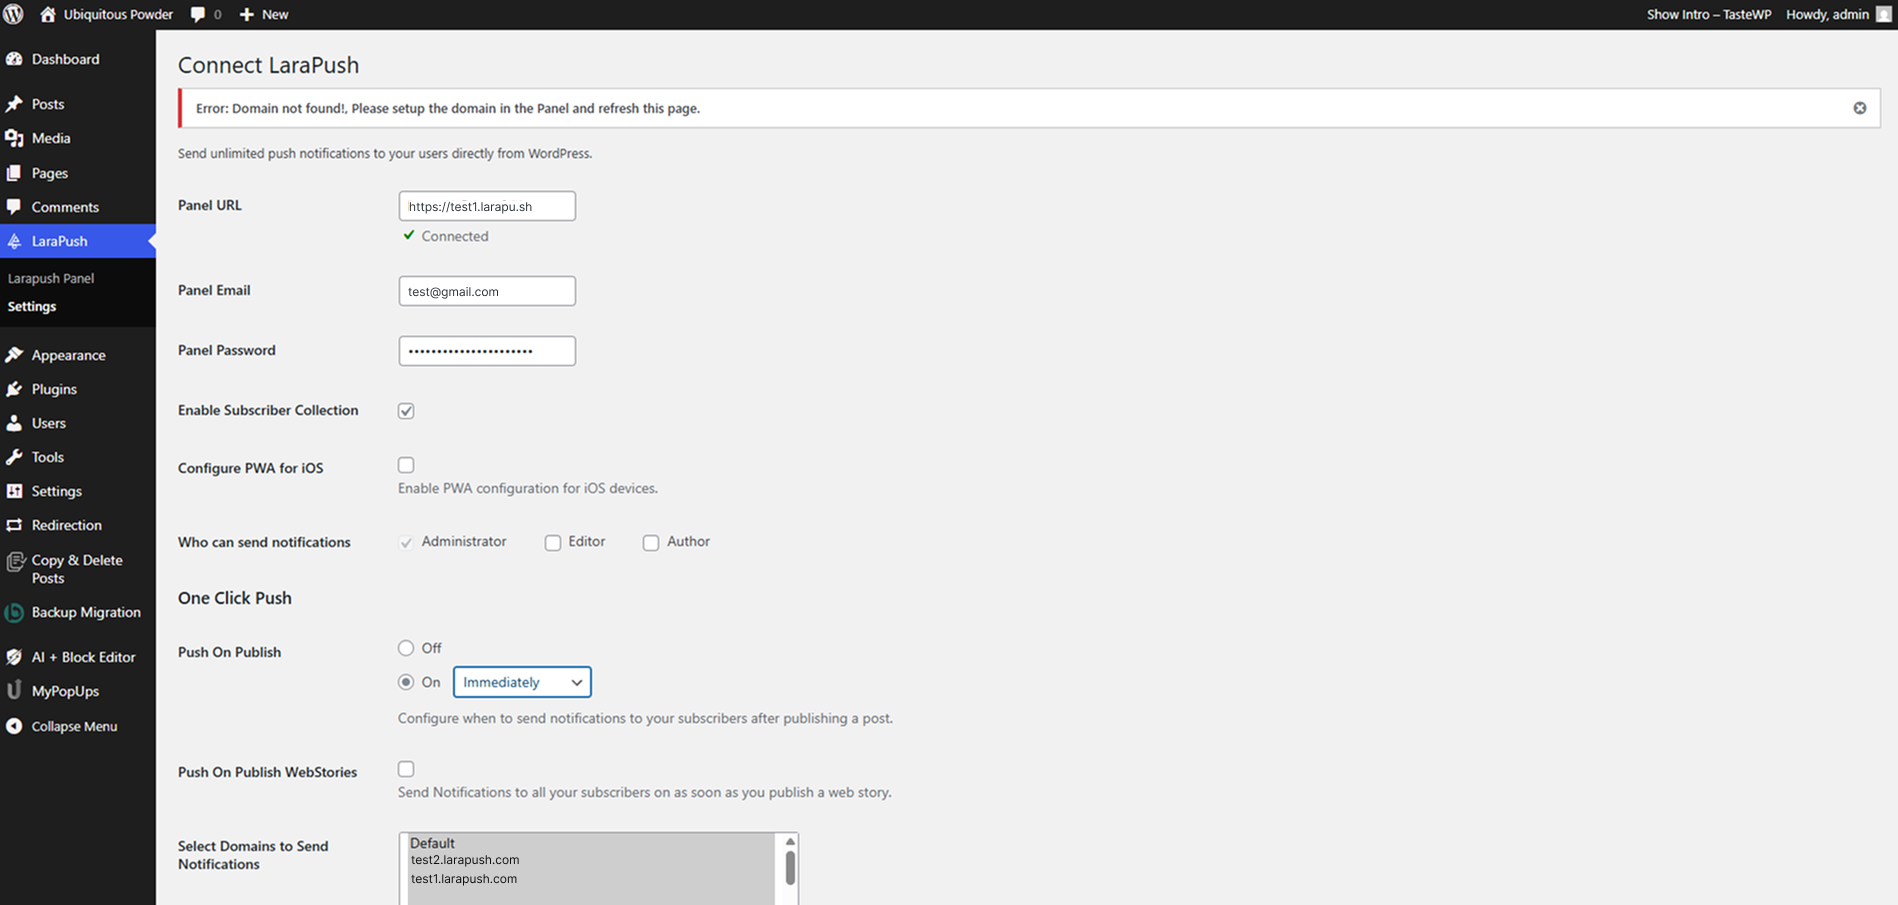 Ubiquitous Powder
0
New
Show Intro – TasteWP
Howdy, admin
Dashboard
Posts
Media
Pages
Comments
LaraPush
Larapush Panel
Settings
Appearance
Plugins
Users
Tools
Settings
Redirection
Copy & Delete
Posts
Backup Migration
AI + Block Editor
MyPopUps
Collapse Menu
Connect LaraPush
Error: Domain not found!, Please setup the domain in the Panel and refresh this page.
Send unlimited push notifications to your users directly from WordPress.
Panel URL
https://test1.larapu.sh
Connected
Panel Email
test@gmail.com
Panel Password
Enable Subscriber Collection
Configure PWA for iOS
Enable PWA configuration for iOS devices.
Who can send notifications
Administrator
Editor
Author
One Click Push
Push On Publish
Off
On
Immediately
Configure when to send notifications to your subscribers after publishing a post.
Push On Publish WebStories
Send Notifications to all your subscribers on as soon as you publish a web story.
Select Domains to Send
Notifications
Default
test2.larapush.com
test1.larapush.com